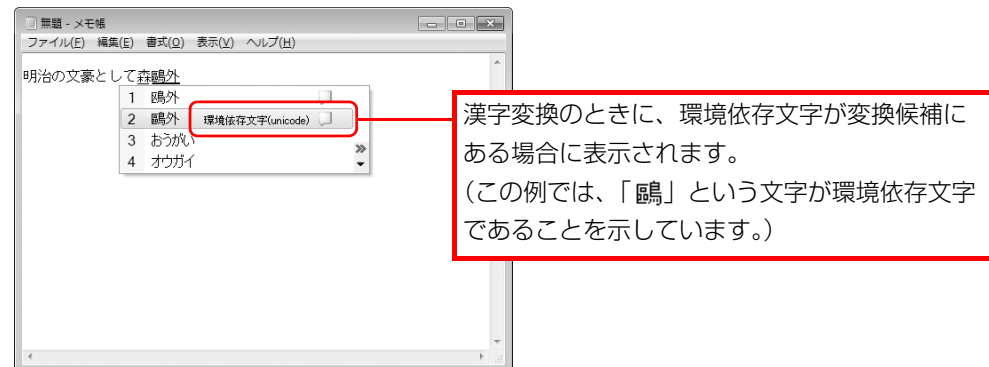 無題 - メモ帳
ファイル(F) 編集(E) 書式(O) 表示(V) ヘルプ(H)
明治の文豪として森鷗外
1 鴎外
2 鷗外 環境依存文字(unicode)
3 おうがい
4 オウガイ
漢字変換のときに、環境依存文字が変換候補に
ある場合に表示されます。
(この例では、「鷗」という文字が環境依存文字
であることを示しています。)